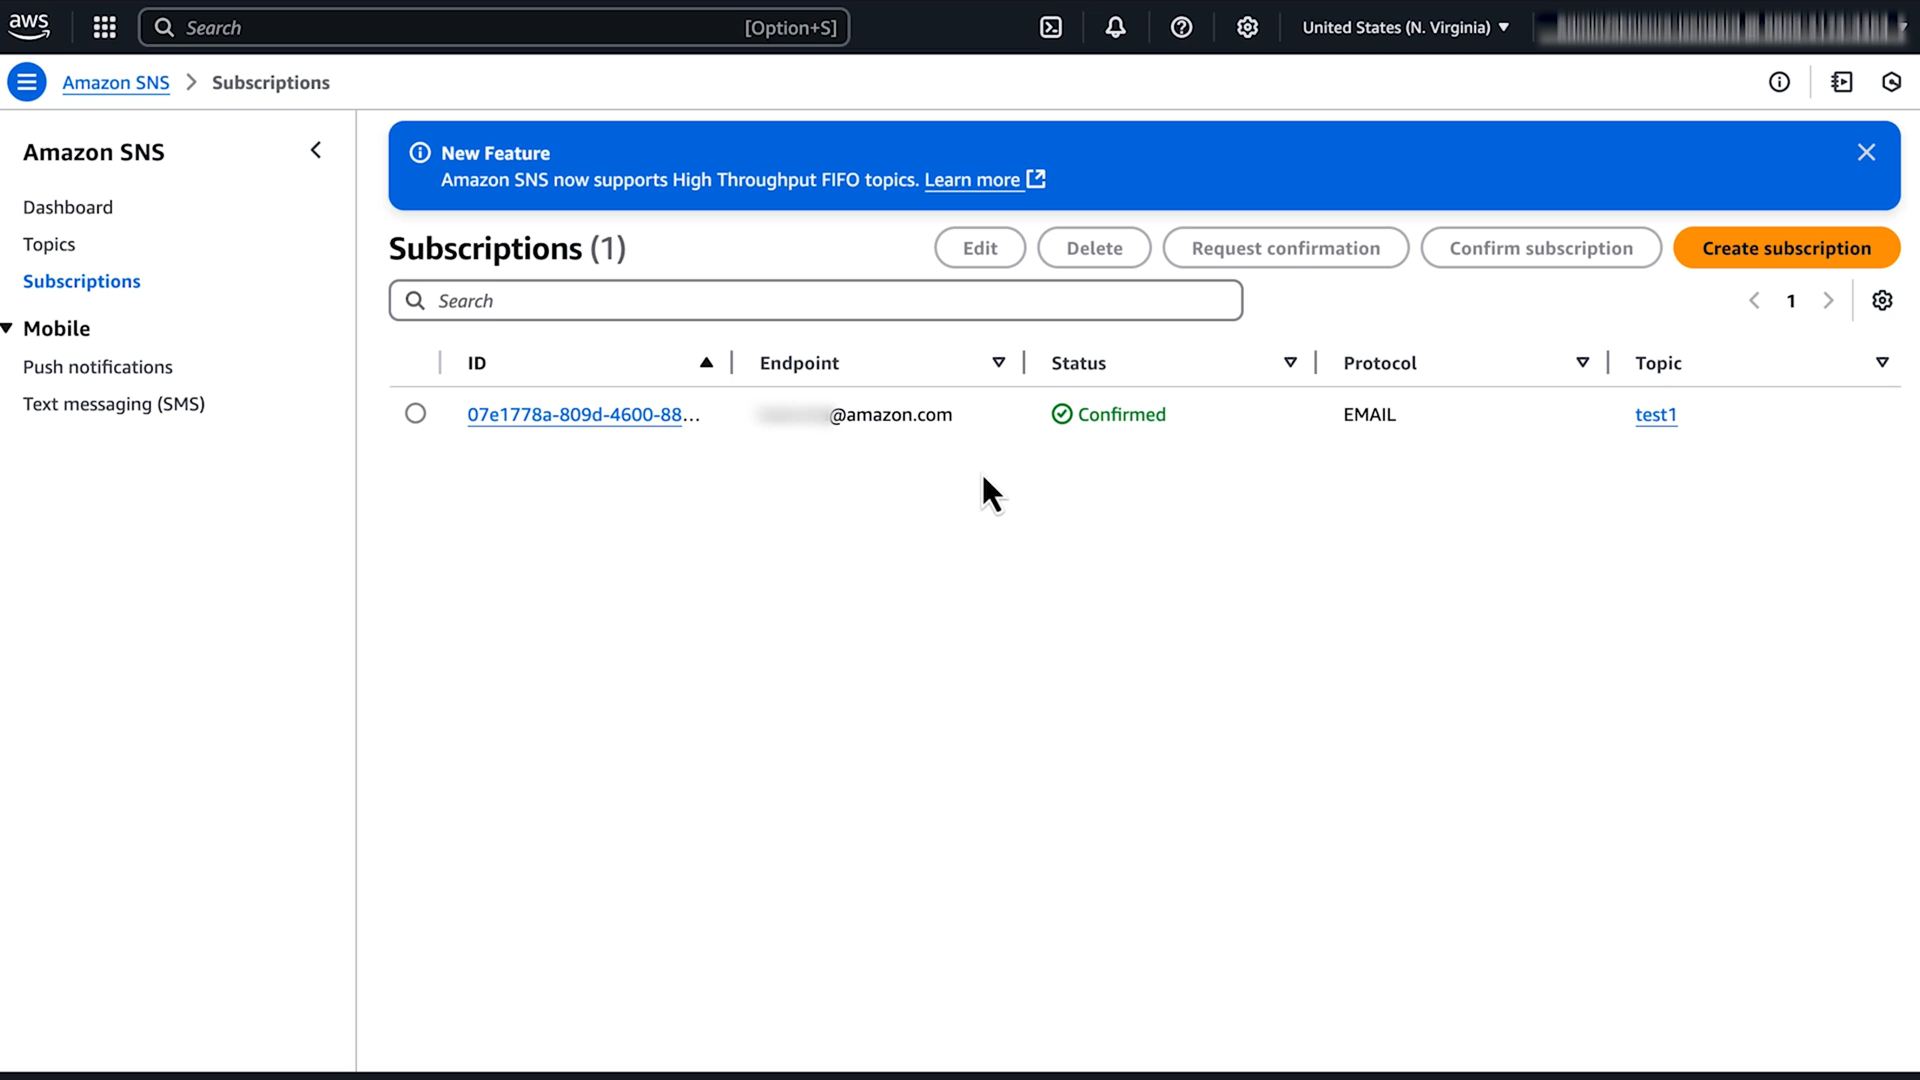 aws
Search
[Option+S]
United States (N. Virginia)
Amazon SNS
Subscriptions
Amazon SNS
Dashboard
Topics
Subscriptions
Mobile
Push notifications
Text messaging (SMS)
New Feature
Amazon SNS now supports High Throughput FIFO topics. Learn more
Subscriptions (1)
Edit
Delete
Request confirmation
Confirm subscription
Create subscription
Search
1
ID
Endpoint
Status
Protocol
Topic
07e1778a-809d-4600-88...
@amazon.com
Confirmed
EMAIL
test1